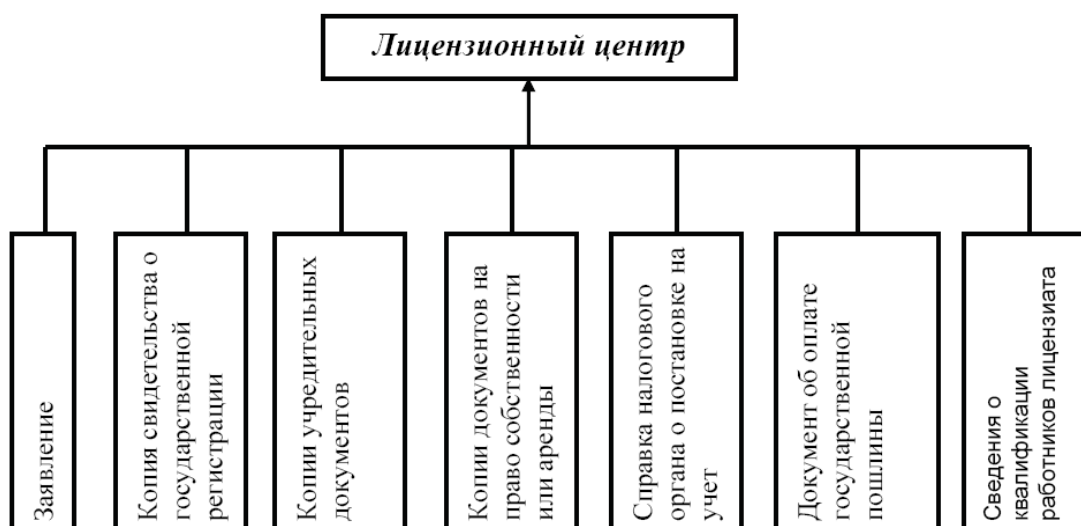 Лицензионный центр
Заявление
Копия свидетельства о
государственной
регистрации
Копии учредительных
документов
Копии документов на
право собственности
или аренды
Справка налогового
органа о постановке на
учет
Документ об оплате
государственной
пошлины
Сведения о
квалификации
работников лицензиата